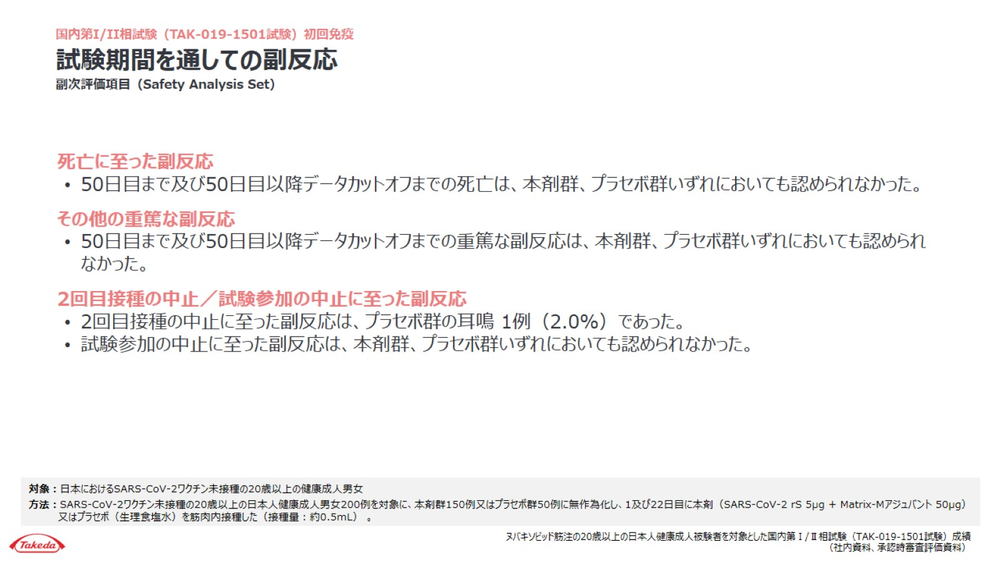 国内第I/II相試験（TAK-019-1501試験）初回免疫
試験期間を通しての副反応
副次評価項目（Safety Analysis Set）
死亡に至った副反応
• 50日目まで及び50日目以降データカットオフまでの死亡は、本剤群、プラセボ群いずれにおいても認められなかった。
その他の重篤な副反応
• 50日目まで及び50日目以降データカットオフまでの重篤な副反応は、本剤群、プラセボ群いずれにおいても認められ
なかった。
2回目接種の中止／試験参加の中止に至った副反応
• 2回目接種の中止に至った副反応は、プラセボ群の耳鳴 1例（2.0%）であった。
• 試験参加の中止に至った副反応は、本剤群、プラセボ群いずれにおいても認められなかった。
対象：日本におけるSARS-CoV-2ワクチン未接種の20歳以上の健康成人男女
方法：SARS-CoV-2ワクチン未接種の20歳以上の日本人健康成人男女200例を対象に、本剤群150例又はプラセボ群50例に無作為化し、1及び22日目に本剤（SARS-CoV-2 rS 5μg + Matrix-Mアジュバント 50μg）
又はプラセボ（生理食塩水）を筋肉内接種した（接種量：約0.5mL）。
Takeda
ヌバキソビッド筋注の20歳以上の日本人健康成人被験者を対象とした国内第Ⅰ/Ⅱ相試験（TAK-019-1501試験）成績
（社内資料、承認時審査評価資料）